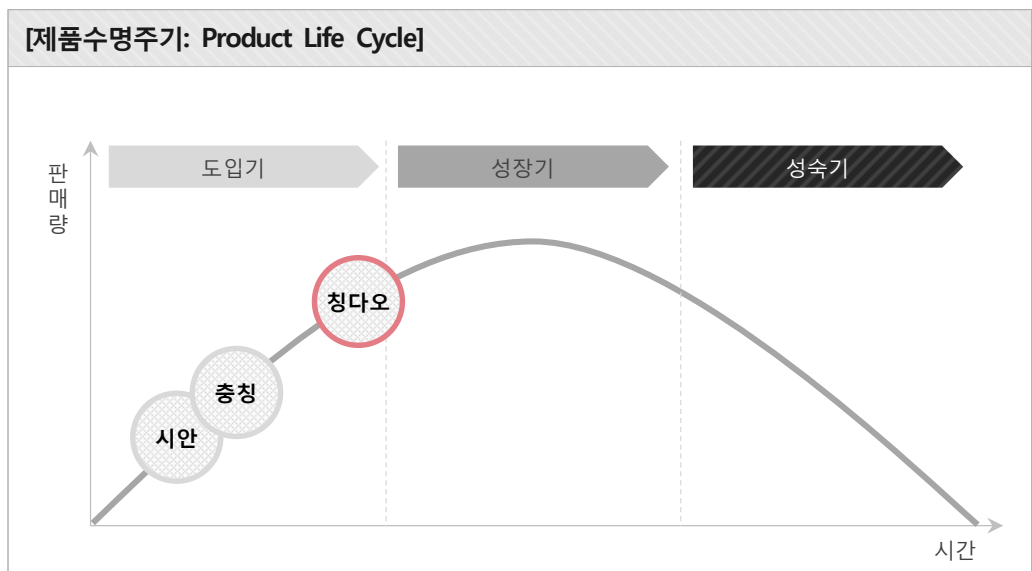 [제품수명주기: Product Life Cycle]
판매량
도입기
성장기
성숙기
칭다오
충칭
시안
시간